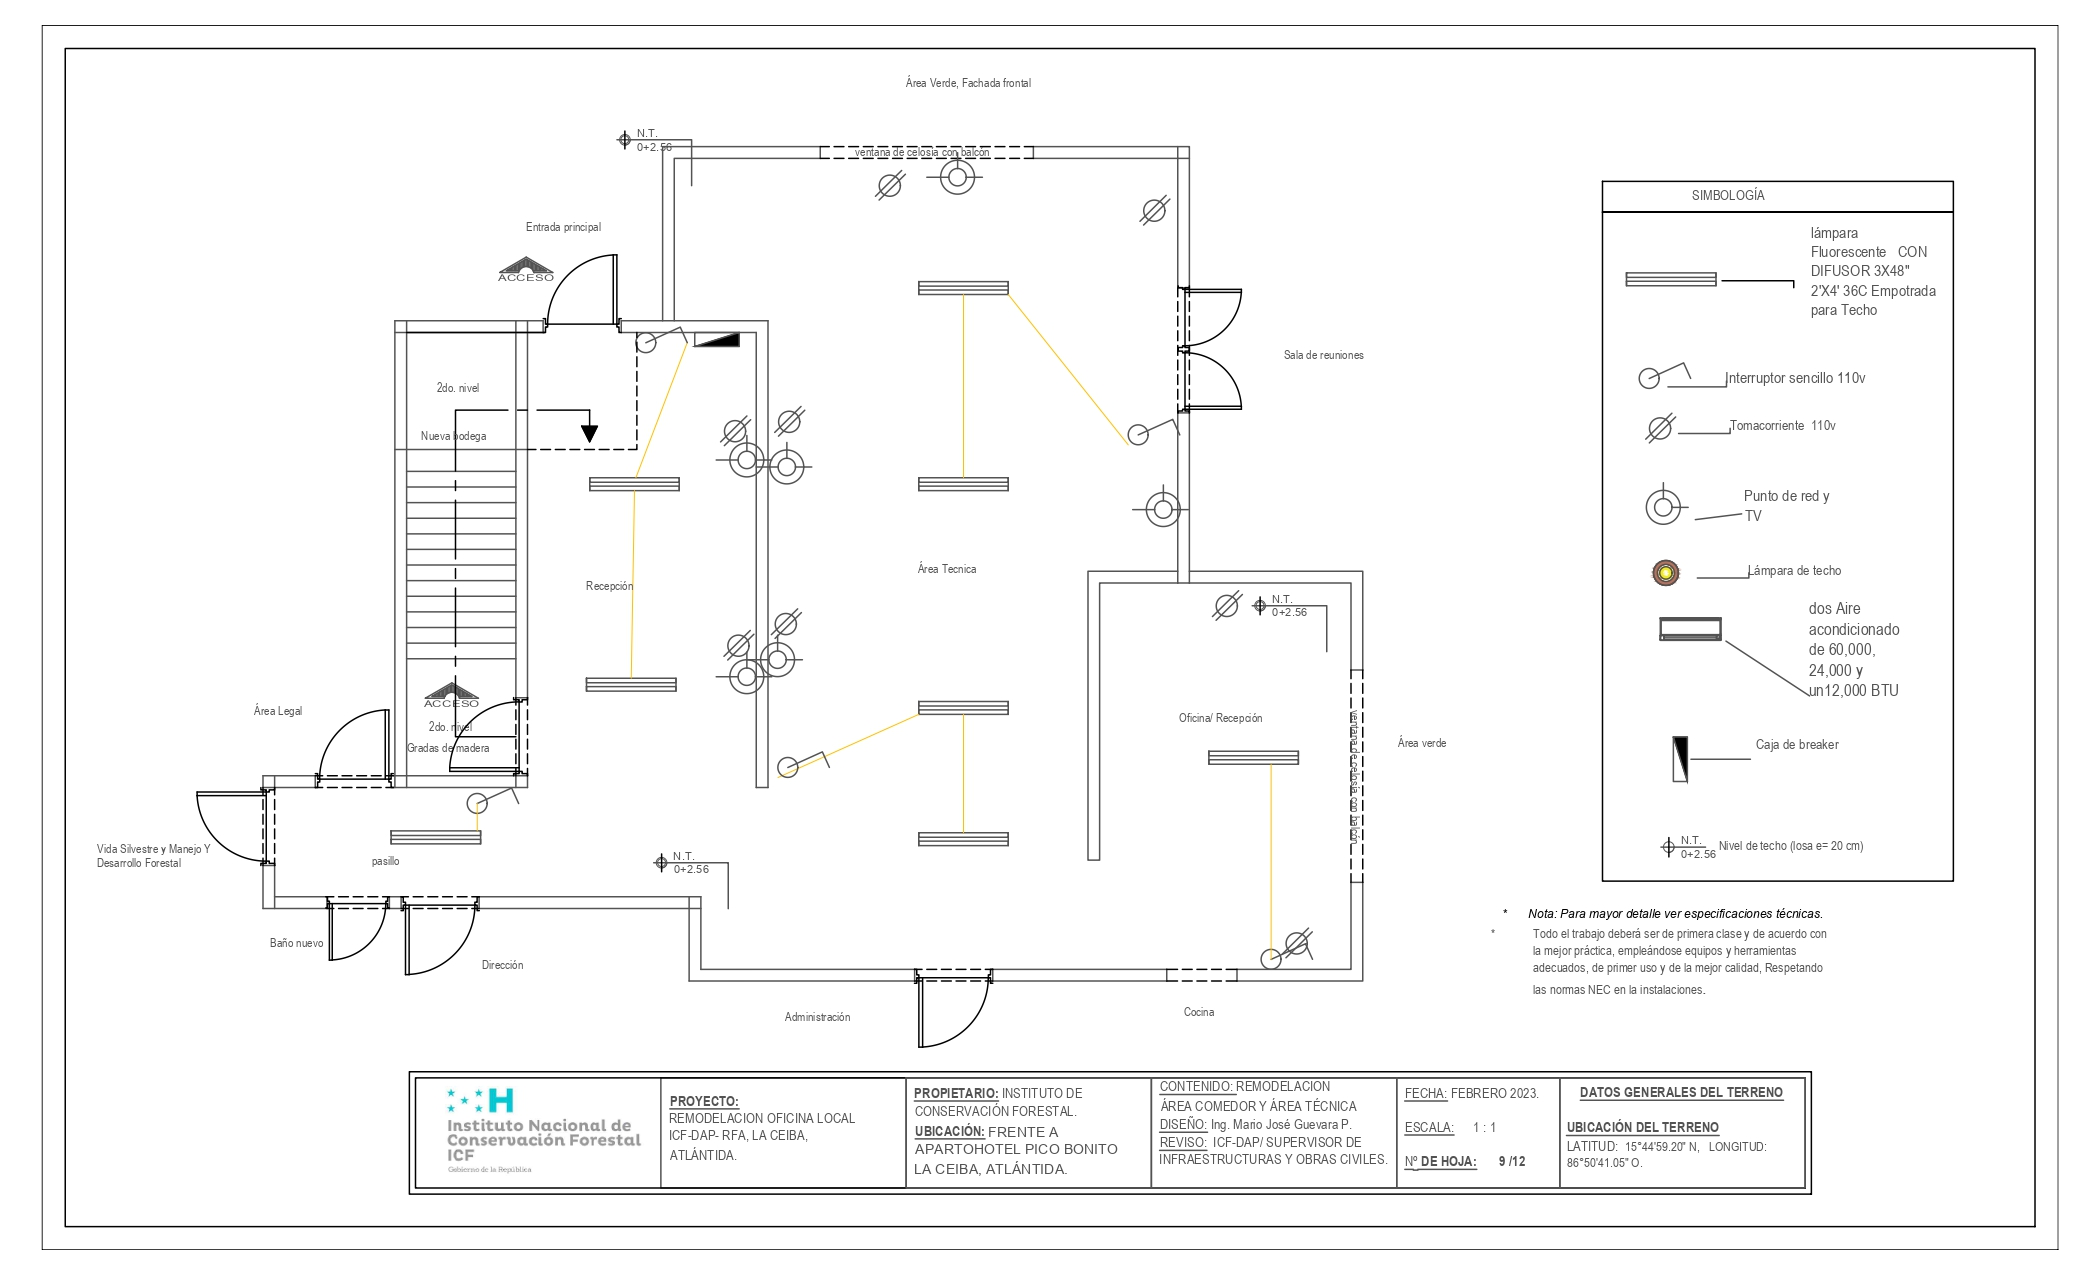 Área Verde, Fachada frontal
N.T.
0+2.56
ventana de celosia con balcón
Entrada principal
ACCESO
2do. nivel
Nueva bodega
Sala de reuniones
Recepción
Área Tecnica
N.T.
0+2.56
ACCESO
Área Legal
2do. nivel
Gradas de madera
Oficina/ Recepción
ventana de celosia con balcón
Área verde
Vida Silvestre y Manejo Y
Desarrollo Forestal
pasillo
N.T.
0+2.56
Baño nuevo
Dirección
Administración
Cocina
SIMBOLOGÍA
lámpara
Fluorescente CON
DIFUSOR 3X48"
2'X4' 36C Empotrada
para Techo
Interruptor sencillo 110v
Tomacorriente 110v
Punto de red y
TV
Lámpara de techo
dos Aire
acondicionado
de 60,000,
24,000 y
un12,000 BTU
Caja de breaker
N.T.
0+2.56
Nivel de techo (losa e= 20 cm)
* Nota: Para mayor detalle ver especificaciones técnicas.
* Todo el trabajo deberá ser de primera clase y de acuerdo con
la mejor práctica, empleándose equipos y herramientas
adecuados, de primer uso y de la mejor calidad, Respetando
las normas NEC en la instalaciones.
H
Instituto Nacional de
Conservación Forestal
ICF
Gobierno de la República
PROYECTO:
REMODELACION OFICINA LOCAL
ICF-DAP- RFA, LA CEIBA,
ATLÁNTIDA.
PROPIETARIO: INSTITUTO DE
CONSERVACIÓN FORESTAL.
UBICACIÓN: FRENTE A
APARTOHOTEL PICO BONITO
LA CEIBA, ATLÁNTIDA.
CONTENIDO: REMODELACION
ÁREA COMEDOR Y ÁREA TÉCNICA
DISEÑO: Ing. Mario José Guevara P.
REVISO: ICF-DAP/ SUPERVISOR DE
INFRAESTRUCTURAS Y OBRAS CIVILES.
FECHA: FEBRERO 2023.
ESCALA: 1 : 1
Nº DE HOJA: 9 /12
DATOS GENERALES DEL TERRENO
UBICACIÓN DEL TERRENO
LATITUD: 15°44'59.20" N, LONGITUD:
86°50'41.05" O.